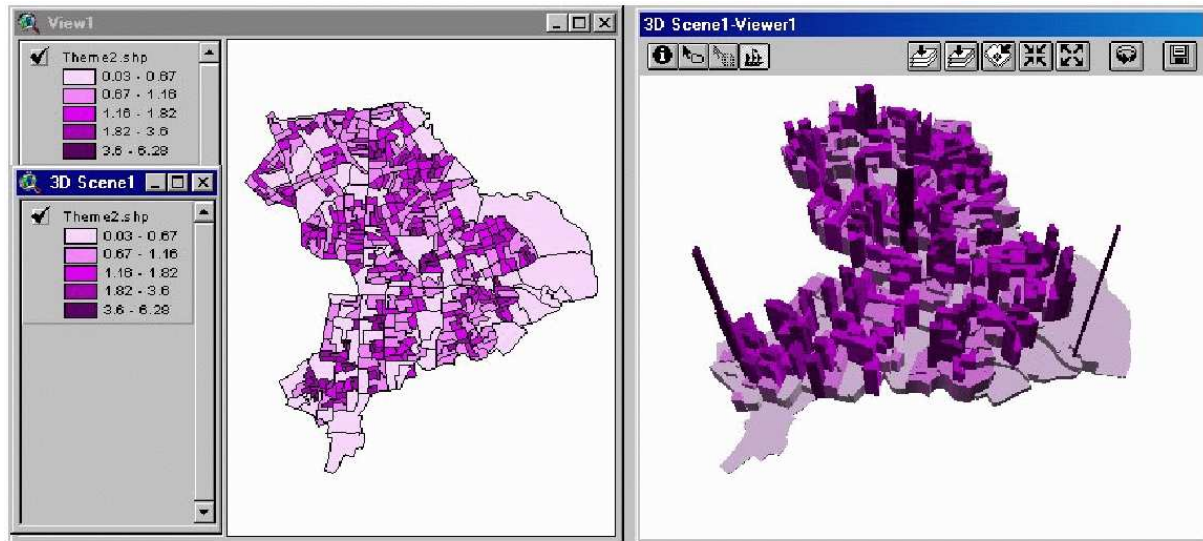 View1
Theme2.shp
0.03 - 0.67
0.67 - 1.16
1.16 - 1.82
1.82 - 3.6
3.6 - 6.28
3D Scene1
Theme2.shp
0.03 - 0.67
0.67 - 1.16
1.16 - 1.82
1.82 - 3.6
3.6 - 6.28
3D Scene1-Viewer1